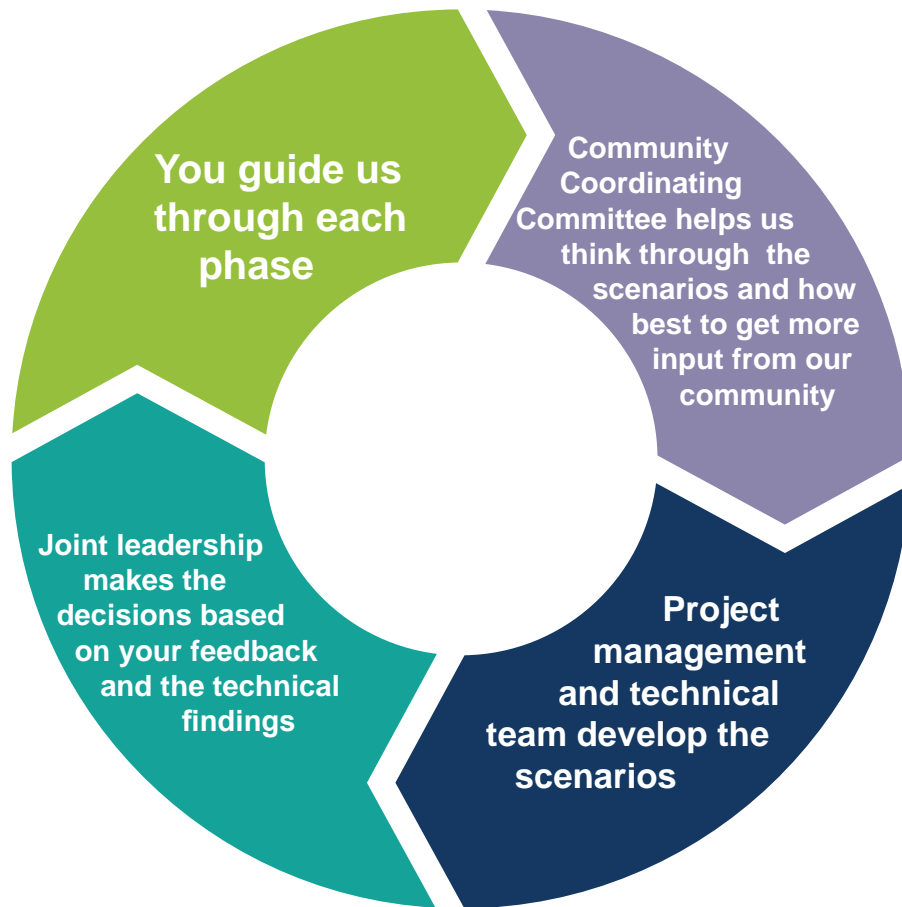 You guide us
through each
phase
Community
Coordinating
Committee helps us
think through the
scenarios and how
best to get more
input from our
community
Project
management
and technical
team develop the
scenarios
Joint leadership
makes the
decisions based
on your feedback
and the technical
findings